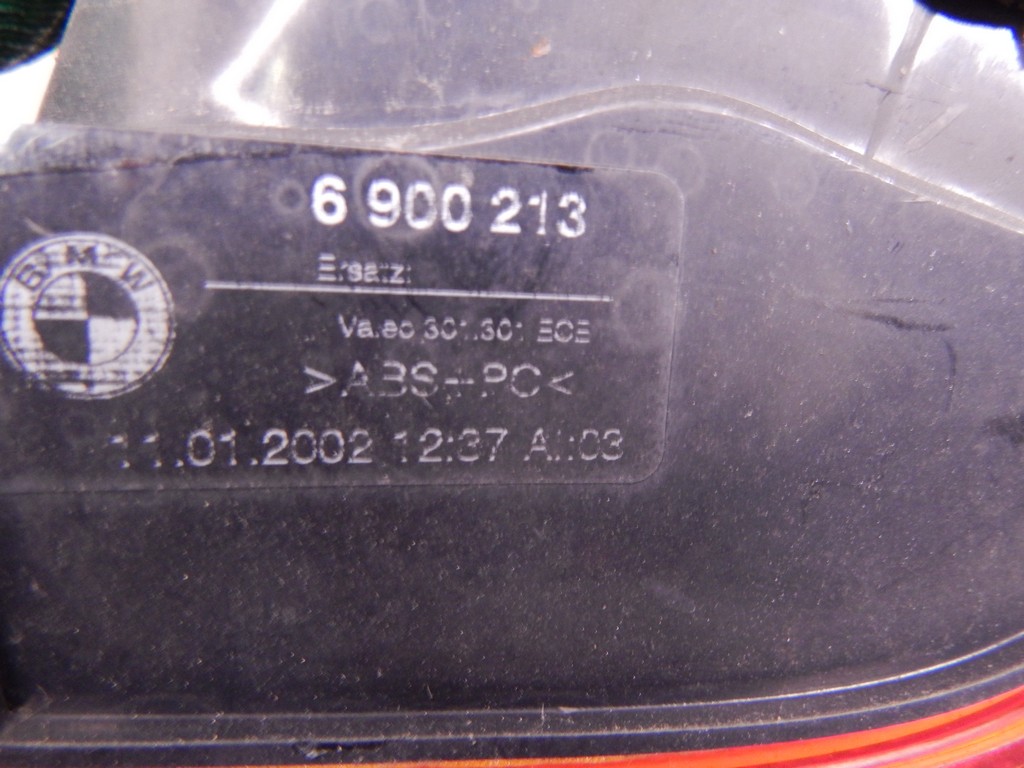 6 900 213
BMW
Ersatz:
Valeo 301.301 ECE
>ABS+PC<
11.01.2002 12:37 AI:03